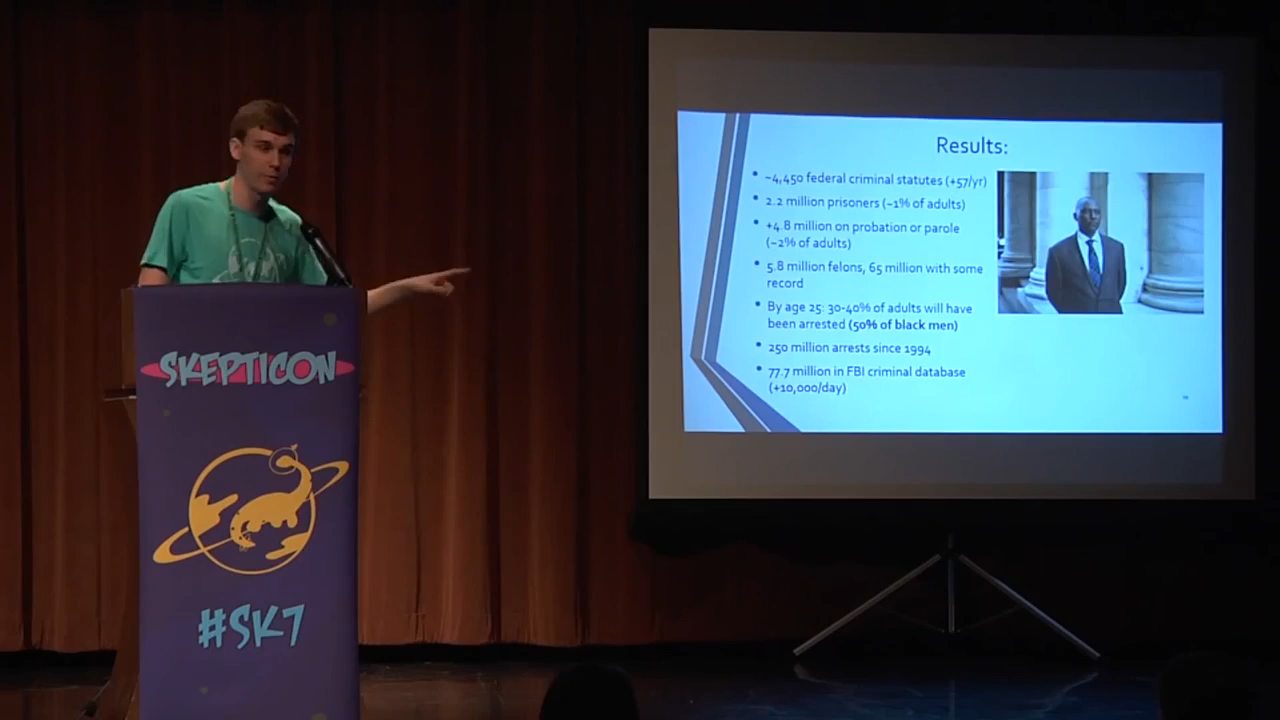 SKEPTICON
#SK7
Results:
• ~4,450 federal criminal statutes (+57/yr)
• 2.2 million prisoners (~1% of adults)
• +4.8 million on probation or parole
(~2% of adults)
• 5.8 million felons, 65 million with some
record
• By age 25: 30-40% of adults will have
been arrested (50% of black men)
• 250 million arrests since 1994
• 77.7 million in FBI criminal database
(+10,000/day)